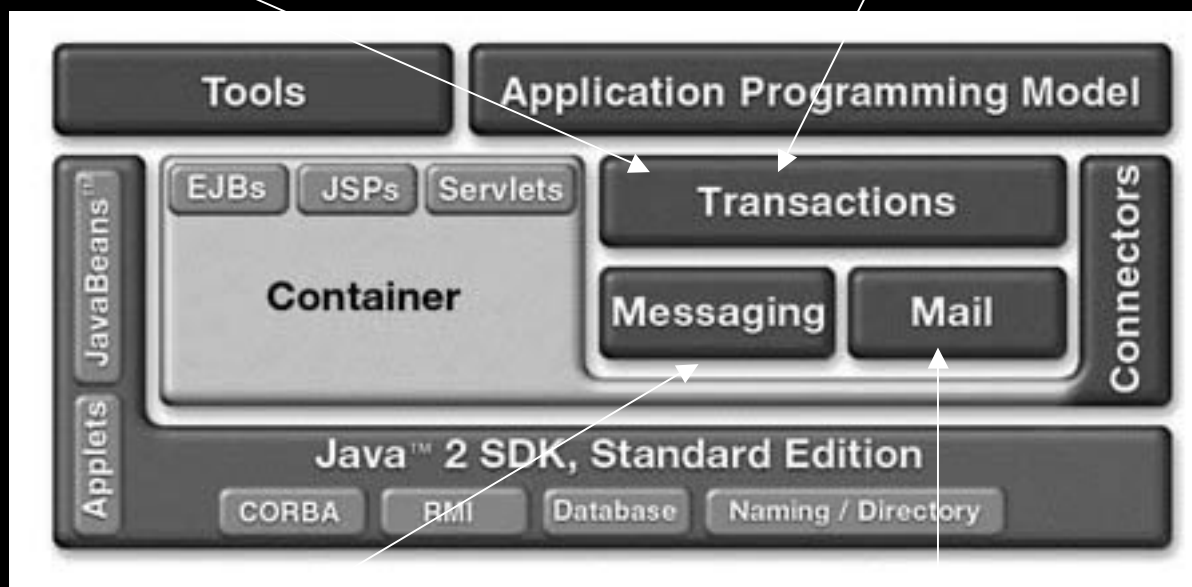 Tools
Application Programming Model
JavaBeans™
EJBs
JSPs
Servlets
Transactions
Connectors
Container
Messaging
Mail
Applets
Java™ 2 SDK, Standard Edition
CORBA
RMI
Database
Naming / Directory